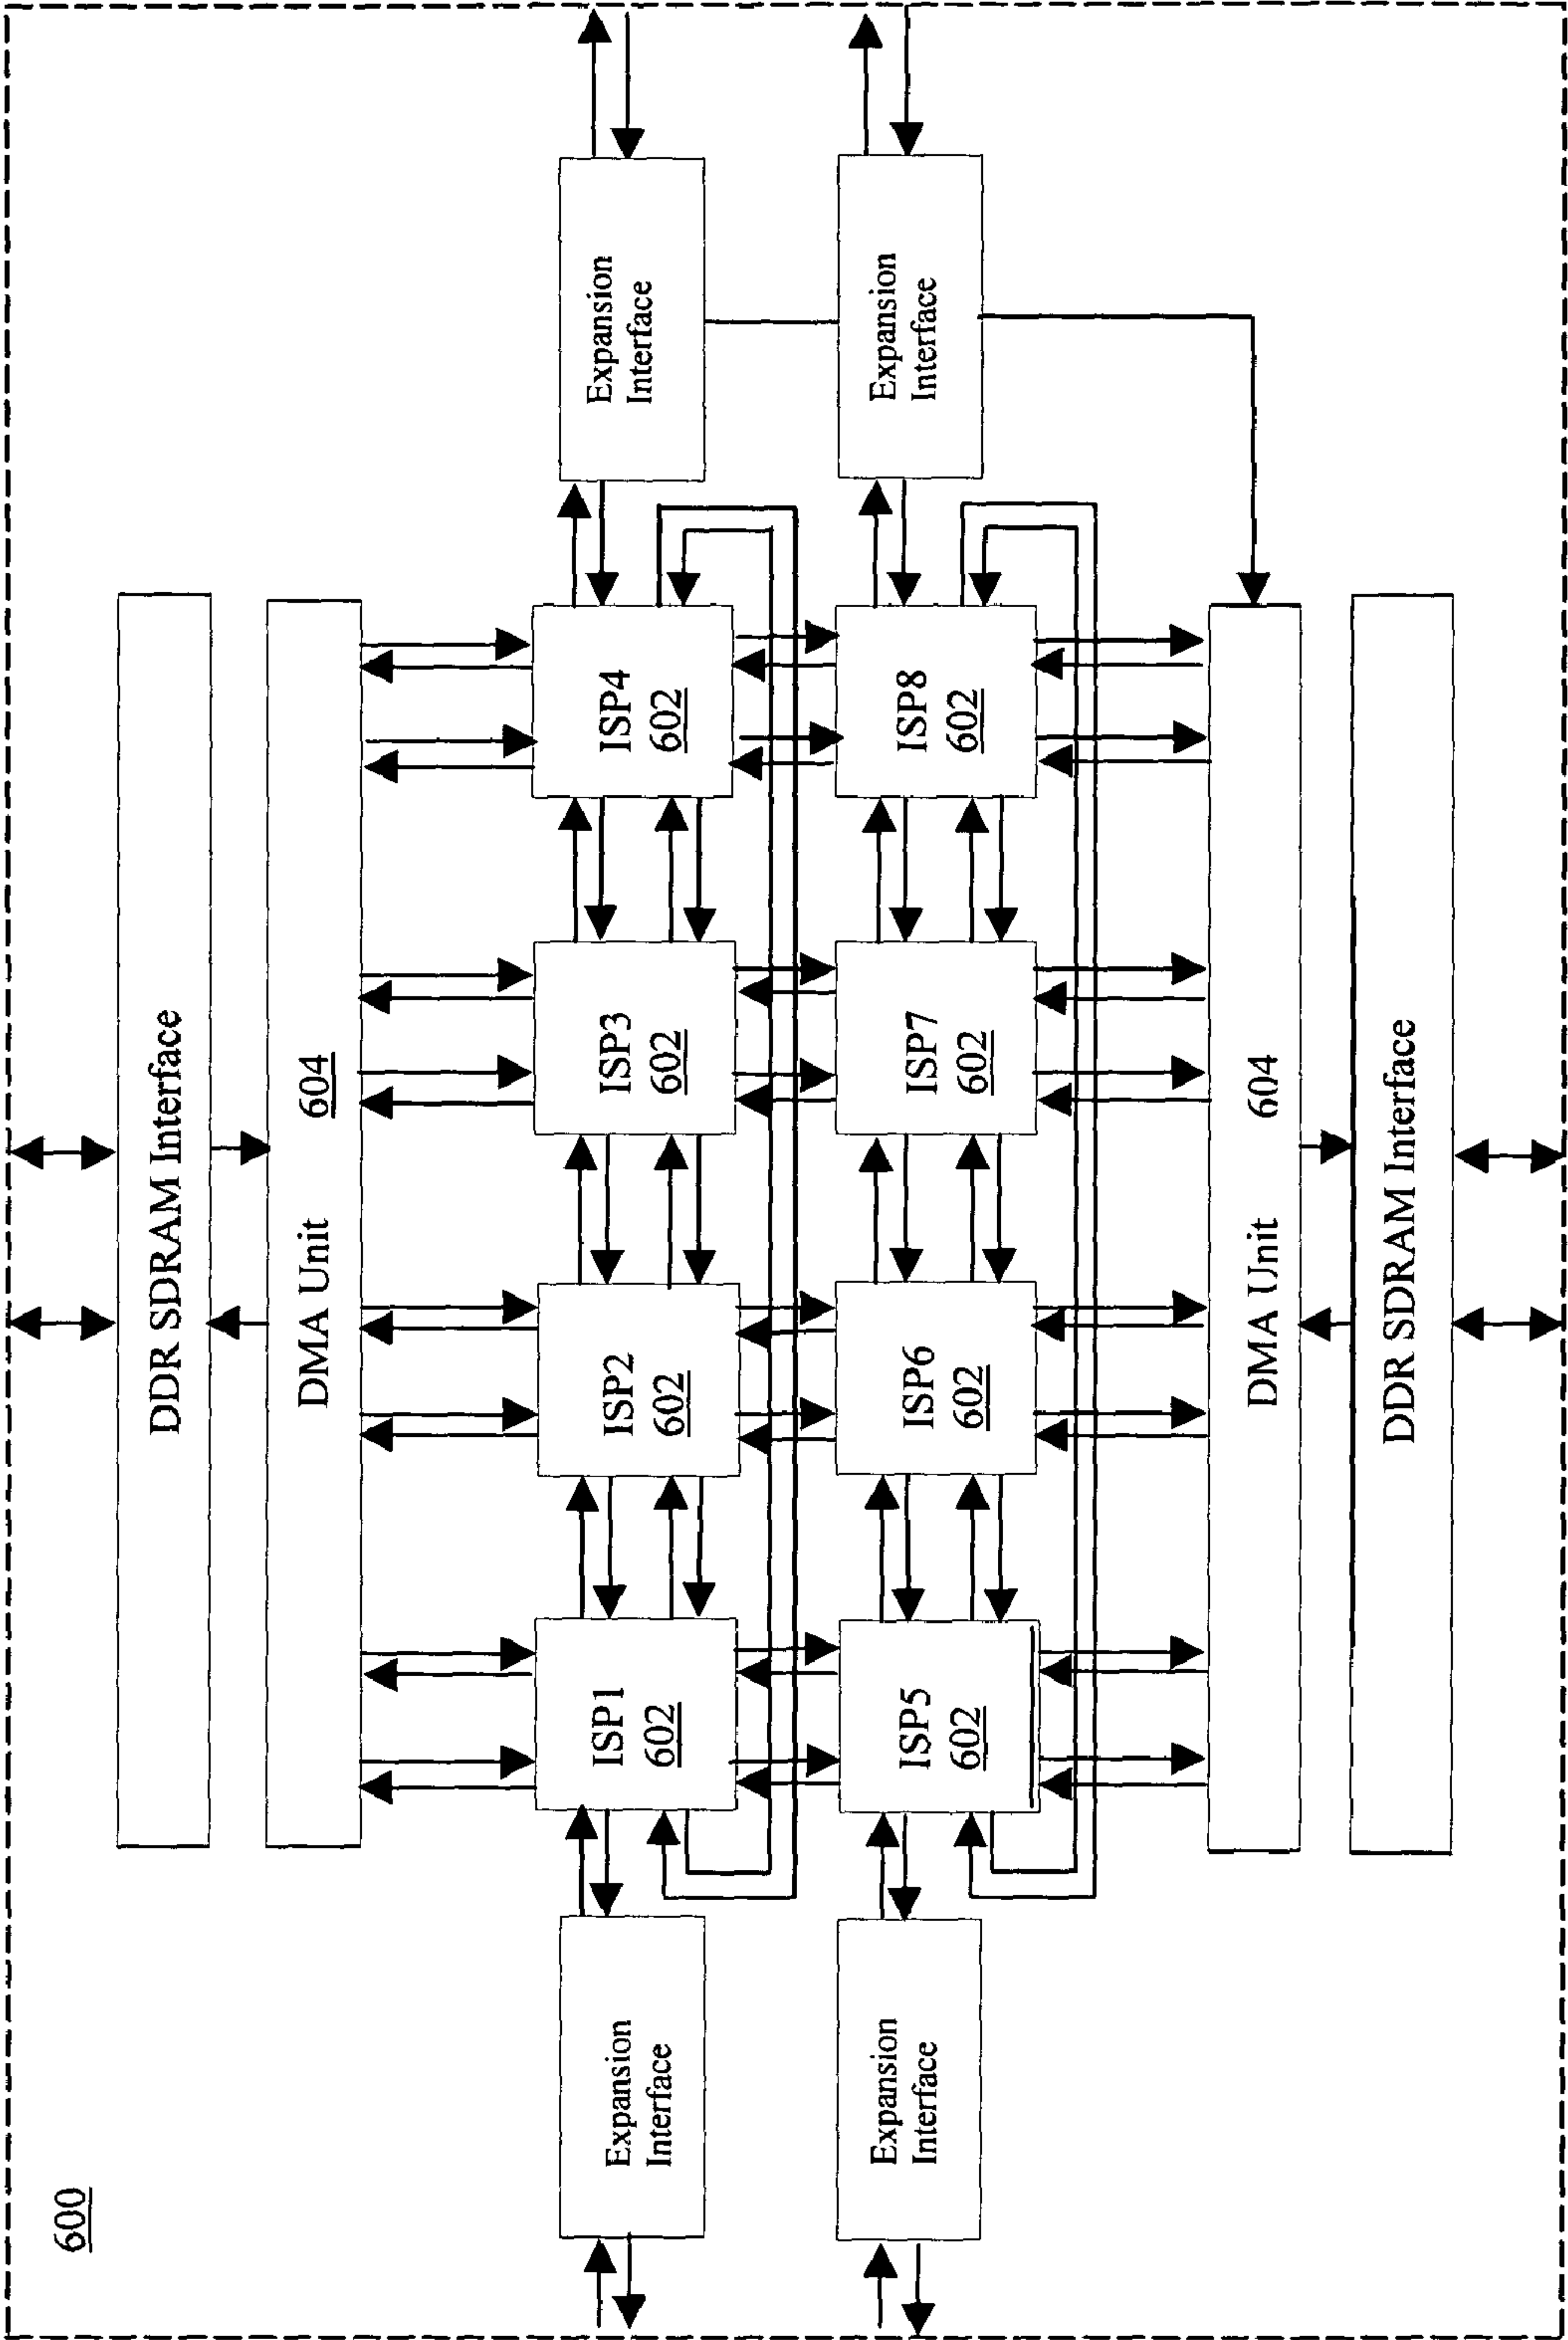 600
DDR SDRAM Interface
DMA Unit 604
Expansion
Interface
ISP1
602
ISP2
602
ISP3
602
ISP4
602
Expansion
Interface
Expansion
Interface
ISP5
602
ISP6
602
ISP7
602
ISP8
602
Expansion
Interface
DMA Unit 604
DDR SDRAM Interface